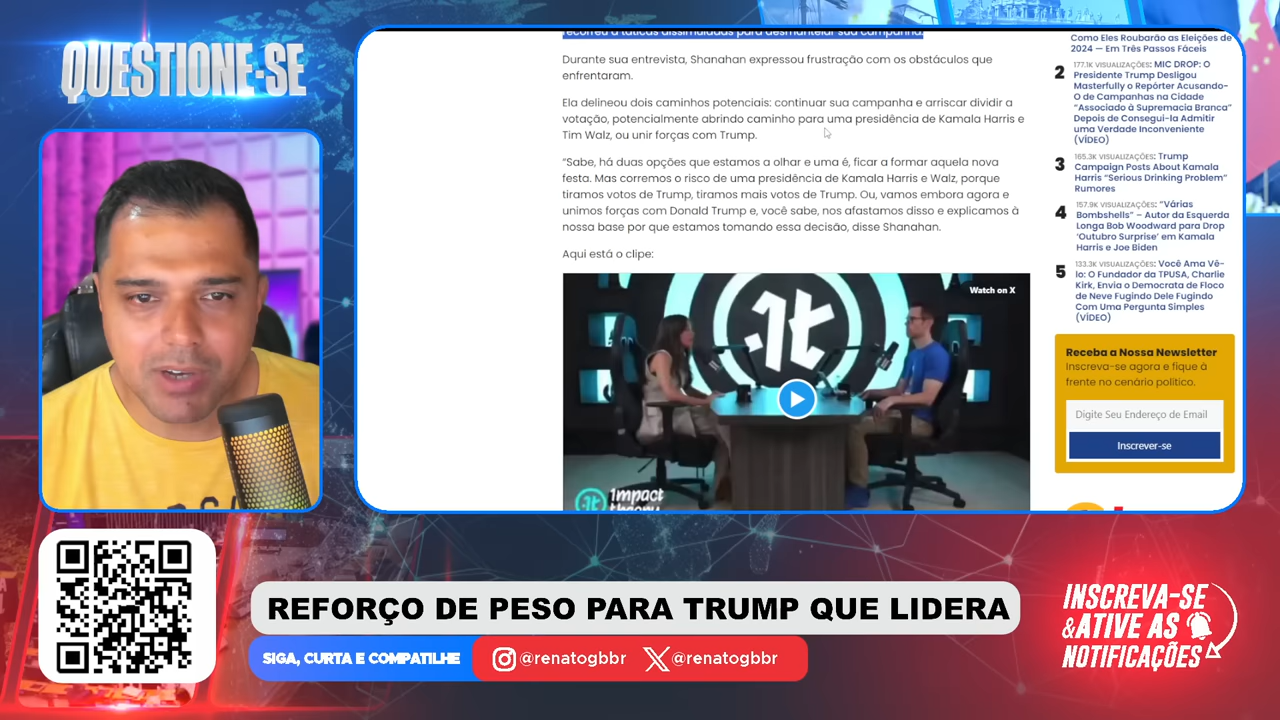 QUESTIONE-SE
recorreu a táticas dissimuladas para desmantelar sua campanha.
Durante sua entrevista, Shanahan expressou frustração com os obstáculos que
enfrentaram.
Ela delineou dois caminhos potenciais: continuar sua campanha e arriscar dividir a
votação, potencialmente abrindo caminho para uma presidência de Kamala Harris e
Tim Walz, ou unir forças com Trump.
“Sabe, há duas opções que estamos a olhar e uma é, ficar a formar aquela nova
festa. Mas corremos o risco de uma presidência de Kamala Harris e Walz, porque
tiramos votos de Trump, tiramos mais votos de Trump. Ou, vamos embora agora e
unimos forças com Donald Trump e, você sabe, nos afastamos disso e explicamos à
nossa base por que estamos tomando essa decisão, disse Shanahan.
Aqui está o clipe:
Watch on X
1t
1mpact
theory
Como Eles Roubarão as Eleições de
2024 — Em Três Passos Fáceis
2
177.1K VISUALIZAÇÕES: MIC DROP: O
Presidente Trump Desligou
Masterfully o Repórter Acusando-
O de Campanhas na Cidade
“Associado à Supremacia Branca”
Depois de Consegui-la Admitir
uma Verdade Inconveniente
(VÍDEO)
3
165.3K VISUALIZAÇÕES: Trump
Campaign Posts About Kamala
Harris “Serious Drinking Problem”
Rumores
4
157.9K VISUALIZAÇÕES: “Várias
Bombshells” – Autor da Esquerda
Longa Bob Woodward para Drop
‘Outubro Surprise’ em Kamala
Harris e Joe Biden
5
133.3K VISUALIZAÇÕES: Você Ama Vê-
lo: O Fundador da TPUSA, Charlie
Kirk, Envia o Democrata de Floco
de Neve Fugindo Dele Fugindo
Com Uma Pergunta Simples
(VÍDEO)
Receba a Nossa Newsletter
Inscreva-se agora e fique à
frente no cenário político.
Digite Seu Endereço de Email
Inscrever-se
REFORÇO DE PESO PARA TRUMP QUE LIDERA
SIGA, CURTA E COMPATILHE
@renatogbbr
@renatogbbr
INSCREVA-SE
&ATIVE AS
NOTIFICAÇÕES